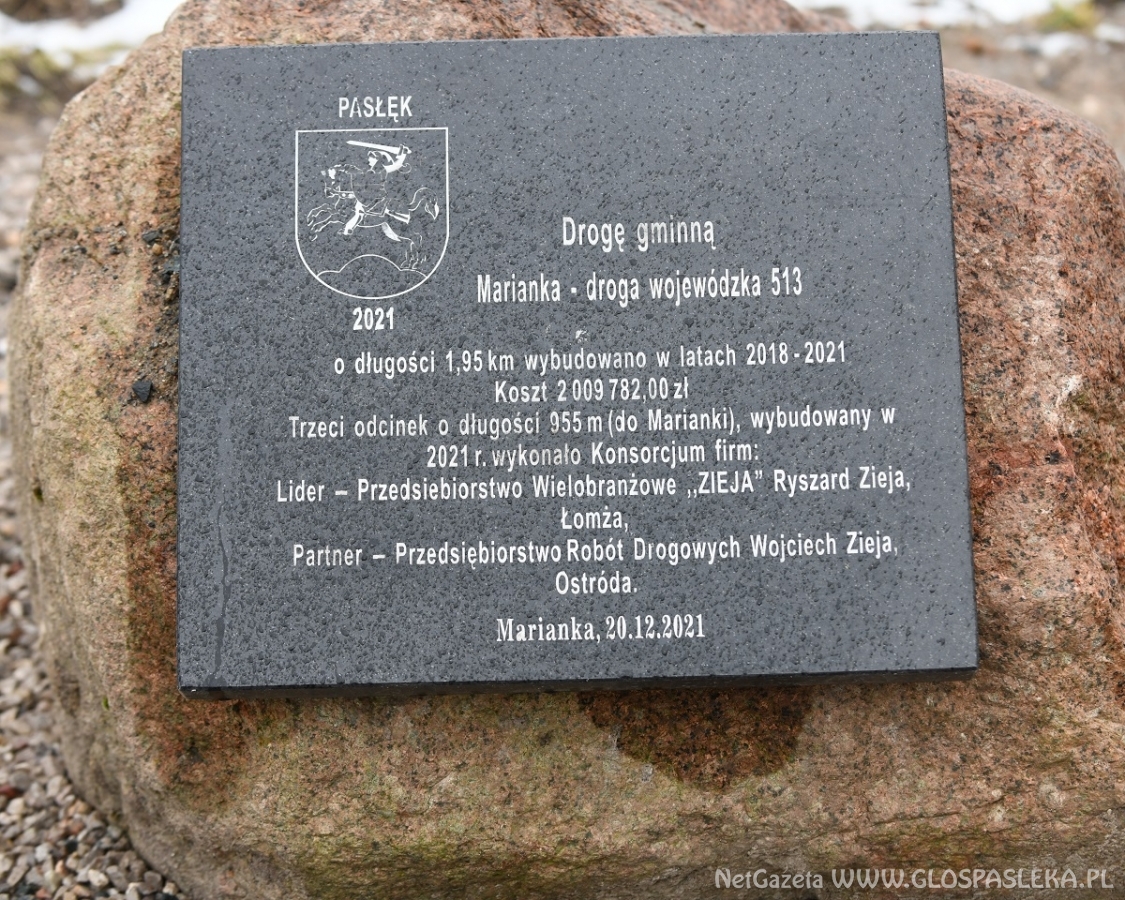 PASŁĘK
2021
Drogę gminną
Marianka - droga wojewódzka 513
o długości 1,95 km wybudowano w latach 2018 - 2021
Koszt 2 009 782,00 zł
Trzeci odcinek o długości 955 m (do Marianki), wybudowany w
2021 r. wykonało Konsorcjum firm:
Lider – Przedsiebiorstwo Wielobranżowe ,,ZIEJA” Ryszard Zieja,
Łomża,
Partner – Przedsiębiorstwo Robót Drogowych Wojciech Zieja,
Ostróda.
Marianka, 20.12.2021
NetGazeta WWW.GLOSPASLEKA.PL